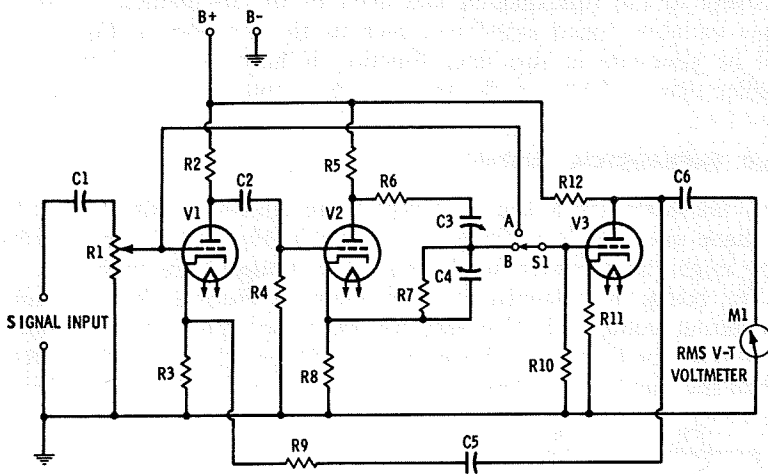 B+ B-
R2 R5 R12 C6
C1 C2 R6
V1 V2 C3 A V3
R1 B S1
R4 C4
R7
SIGNAL INPUT R11 M1
R3 R8 R10 RMS V-T
VOLTMETER
R9 C5